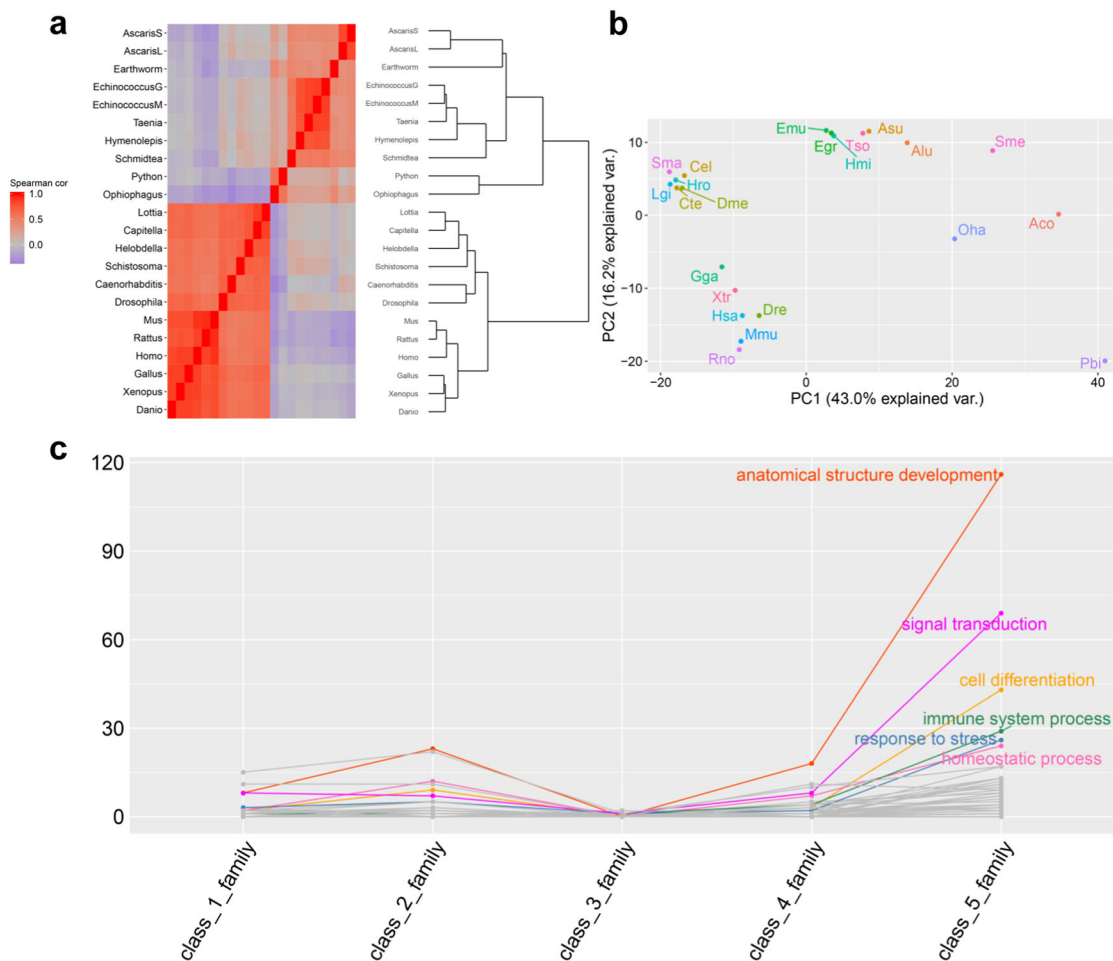 a
AscarisS
AscarisL
Earthworm
EchinococcusG
EchinococcusM
Taenia
Hymenolepis
Schmidtea
Python
Ophiophagus
Lottia
Capitella
Helobdella
Schistosoma
Caenorhabditis
Drosophila
Mus
Rattus
Homo
Gallus
Xenopus
Danio
Spearman cor
1.0
0.5
0.0
AscarisS
AscarisL
Earthworm
EchinococcusG
EchinococcusM
Taenia
Hymenolepis
Schmidtea
Python
Ophiophagus
Lottia
Capitella
Helobdella
Schistosoma
Caenorhabditis
Drosophila
Mus
Rattus
Homo
Gallus
Xenopus
Danio
b
PC2 (16.2% explained var.)
10
0
−10
−20
Emu
Egr
Hmi
Tso
Asu
Alu
Sme
Sma
Cel
Lgi
Hro
Cte
Dme
Aco
Oha
Gga
Xtr
Hsa
Dre
Mmu
Rno
Pbi
−20
0
20
40
PC1 (43.0% explained var.)
c
120
90
60
30
0
anatomical structure development
signal transduction
cell differentiation
immune system process
response to stress
homeostatic process
class_1_family
class_2_family
class_3_family
class_4_family
class_5_family